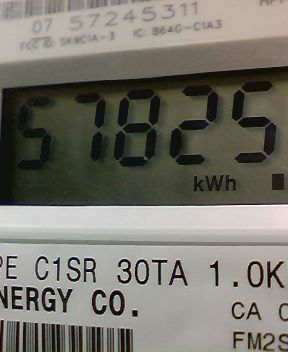 07 57245311
FCC ID: SK9C1A-3 IC: 864G-C1A3
57825
kWh
PE C1SR 30TA 1.0K
NERGY CO.
CA
FM2S